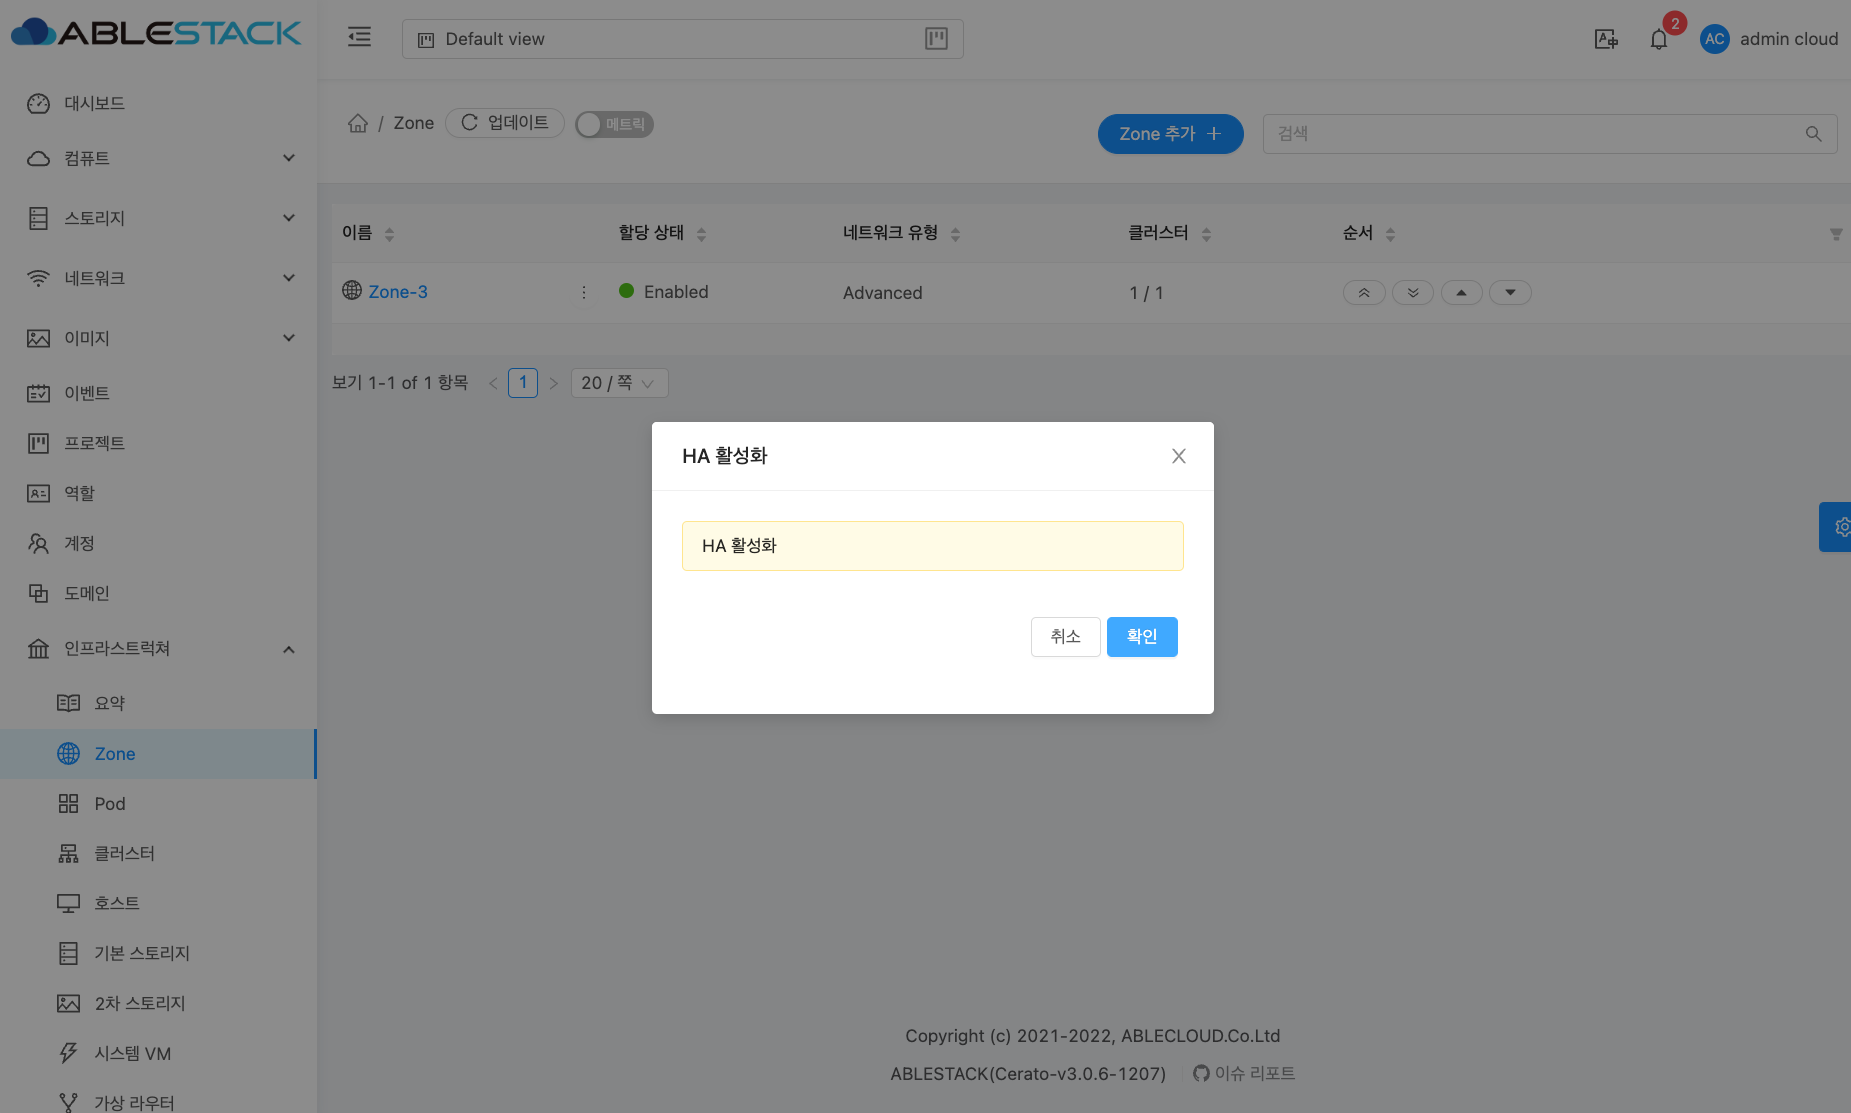 ABLESTACK
Default view
2
AC
admin cloud
대시보드
컴퓨트
스토리지
네트워크
이미지
이벤트
프로젝트
역할
계정
도메인
인프라스트럭쳐
요약
Zone
Pod
클러스터
호스트
기본 스토리지
2차 스토리지
시스템 VM
가상 라우터
/ Zone
업데이트
메트릭
Zone 추가
검색
이름 할당 상태 네트워크 유형 클러스터 순서
Zone-3 Enabled Advanced 1 / 1
보기 1-1 of 1 항목 < 1 > 20 / 쪽
HA 활성화
HA 활성화
취소 확인
Copyright (c) 2021-2022, ABLECLOUD.Co.Ltd
ABLESTACK(Cerato-v3.0.6-1207) 이슈 리포트